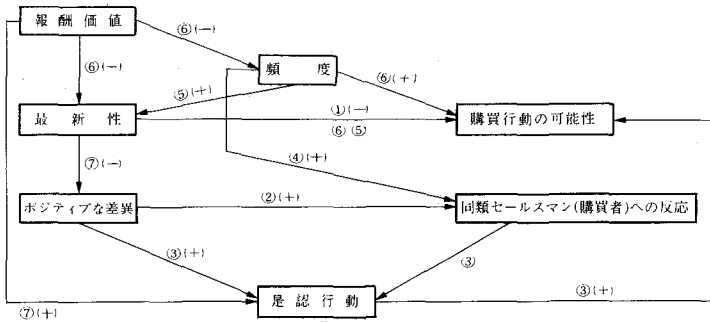 報酬価値
⑥(−)
⑥(−)
頻度
⑥(+)
⑤(+)
最新性
①(−)
⑥⑤
購買行動の可能性
⑦(−)
④(+)
ポジティブな差異
②(+)
同類セールスマン(購買者)への反応
③(+)
③
是認行動
③(+)
⑦(+)